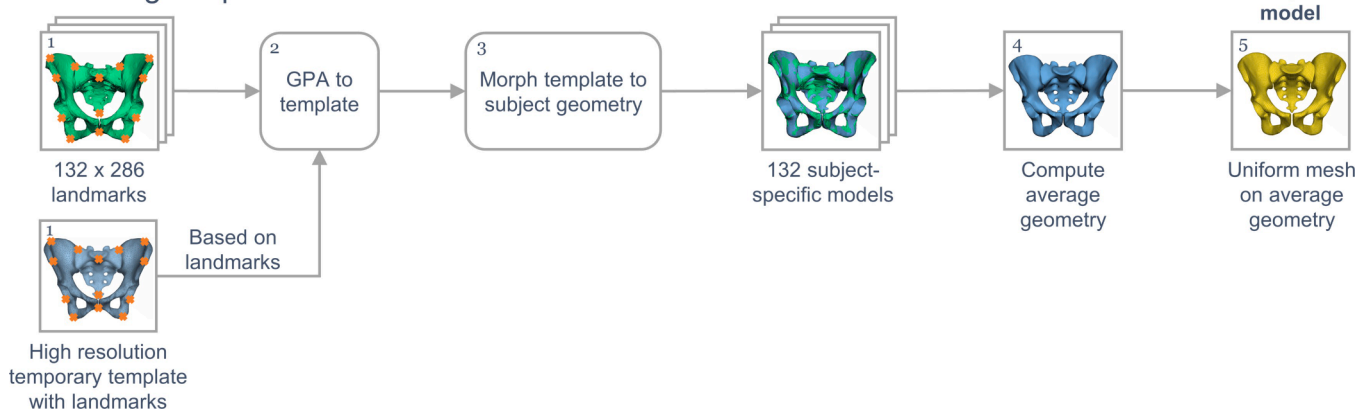 model
1
2
GPA to
template
3
Morph template to
subject geometry
4
5
132 x 286
landmarks
132 subject-
specific models
Compute
average
geometry
Uniform mesh
on average
geometry
1
Based on
landmarks
High resolution
temporary template
with landmarks